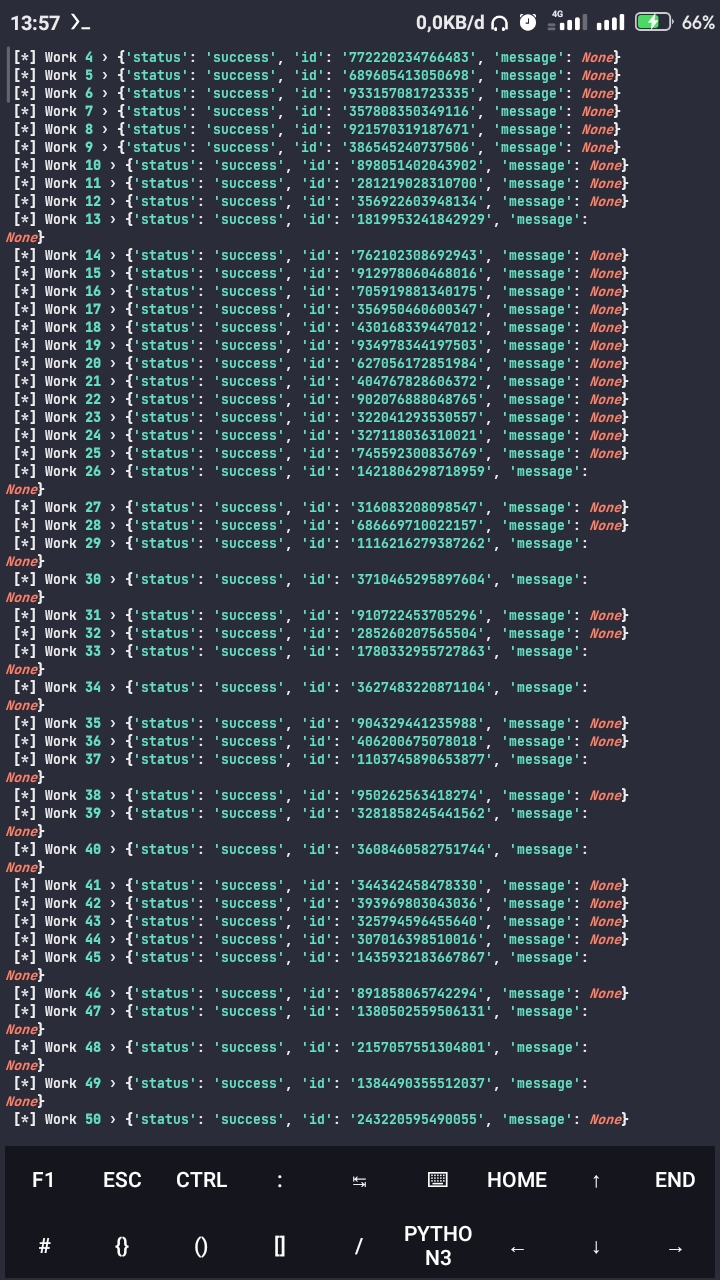 13:57 >_ 0,0KB/d 4G 66%
[*] Work 4 › {'status': 'success', 'id': '772220234766483', 'message': None}
[*] Work 5 › {'status': 'success', 'id': '689605413050698', 'message': None}
[*] Work 6 › {'status': 'success', 'id': '933157081723335', 'message': None}
[*] Work 7 › {'status': 'success', 'id': '357808350349116', 'message': None}
[*] Work 8 › {'status': 'success', 'id': '921570319187671', 'message': None}
[*] Work 9 › {'status': 'success', 'id': '386545240737506', 'message': None}
[*] Work 10 › {'status': 'success', 'id': '898051402043902', 'message': None}
[*] Work 11 › {'status': 'success', 'id': '281219028310700', 'message': None}
[*] Work 12 › {'status': 'success', 'id': '356922603948134', 'message': None}
[*] Work 13 › {'status': 'success', 'id': '1819953241842929', 'message':
None}
[*] Work 14 › {'status': 'success', 'id': '762102308692943', 'message': None}
[*] Work 15 › {'status': 'success', 'id': '912978060468016', 'message': None}
[*] Work 16 › {'status': 'success', 'id': '705919881340175', 'message': None}
[*] Work 17 › {'status': 'success', 'id': '356950460600347', 'message': None}
[*] Work 18 › {'status': 'success', 'id': '430168339447012', 'message': None}
[*] Work 19 › {'status': 'success', 'id': '934978344197503', 'message': None}
[*] Work 20 › {'status': 'success', 'id': '627056172851984', 'message': None}
[*] Work 21 › {'status': 'success', 'id': '404767828606372', 'message': None}
[*] Work 22 › {'status': 'success', 'id': '902076888048765', 'message': None}
[*] Work 23 › {'status': 'success', 'id': '322041293530557', 'message': None}
[*] Work 24 › {'status': 'success', 'id': '327118036310021', 'message': None}
[*] Work 25 › {'status': 'success', 'id': '745592300836769', 'message': None}
[*] Work 26 › {'status': 'success', 'id': '1421806298718959', 'message':
None}
[*] Work 27 › {'status': 'success', 'id': '316083208098547', 'message': None}
[*] Work 28 › {'status': 'success', 'id': '686669710022157', 'message': None}
[*] Work 29 › {'status': 'success', 'id': '1116216279387262', 'message':
None}
[*] Work 30 › {'status': 'success', 'id': '3710465295897604', 'message':
None}
[*] Work 31 › {'status': 'success', 'id': '910722453705296', 'message': None}
[*] Work 32 › {'status': 'success', 'id': '285260207565504', 'message': None}
[*] Work 33 › {'status': 'success', 'id': '1780332955727863', 'message':
None}
[*] Work 34 › {'status': 'success', 'id': '3627483220871104', 'message':
None}
[*] Work 35 › {'status': 'success', 'id': '904329441235988', 'message': None}
[*] Work 36 › {'status': 'success', 'id': '406200675078018', 'message': None}
[*] Work 37 › {'status': 'success', 'id': '1103745890653877', 'message':
None}
[*] Work 38 › {'status': 'success', 'id': '950262563418274', 'message': None}
[*] Work 39 › {'status': 'success', 'id': '3281858245441562', 'message':
None}
[*] Work 40 › {'status': 'success', 'id': '3608460582751744', 'message':
None}
[*] Work 41 › {'status': 'success', 'id': '344342458478330', 'message': None}
[*] Work 42 › {'status': 'success', 'id': '393969803043036', 'message': None}
[*] Work 43 › {'status': 'success', 'id': '325794596455640', 'message': None}
[*] Work 44 › {'status': 'success', 'id': '307016398510016', 'message': None}
[*] Work 45 › {'status': 'success', 'id': '1435932183667867', 'message':
None}
[*] Work 46 › {'status': 'success', 'id': '891858065742294', 'message': None}
[*] Work 47 › {'status': 'success', 'id': '1380502559506131', 'message':
None}
[*] Work 48 › {'status': 'success', 'id': '2157057551304801', 'message':
None}
[*] Work 49 › {'status': 'success', 'id': '1384490355512037', 'message':
None}
[*] Work 50 › {'status': 'success', 'id': '243220595490055', 'message': None}
F1 ESC CTRL : ↹ ⌨ HOME ↑ END
# {} () [] / PYTHO
N3 ← ↓ →